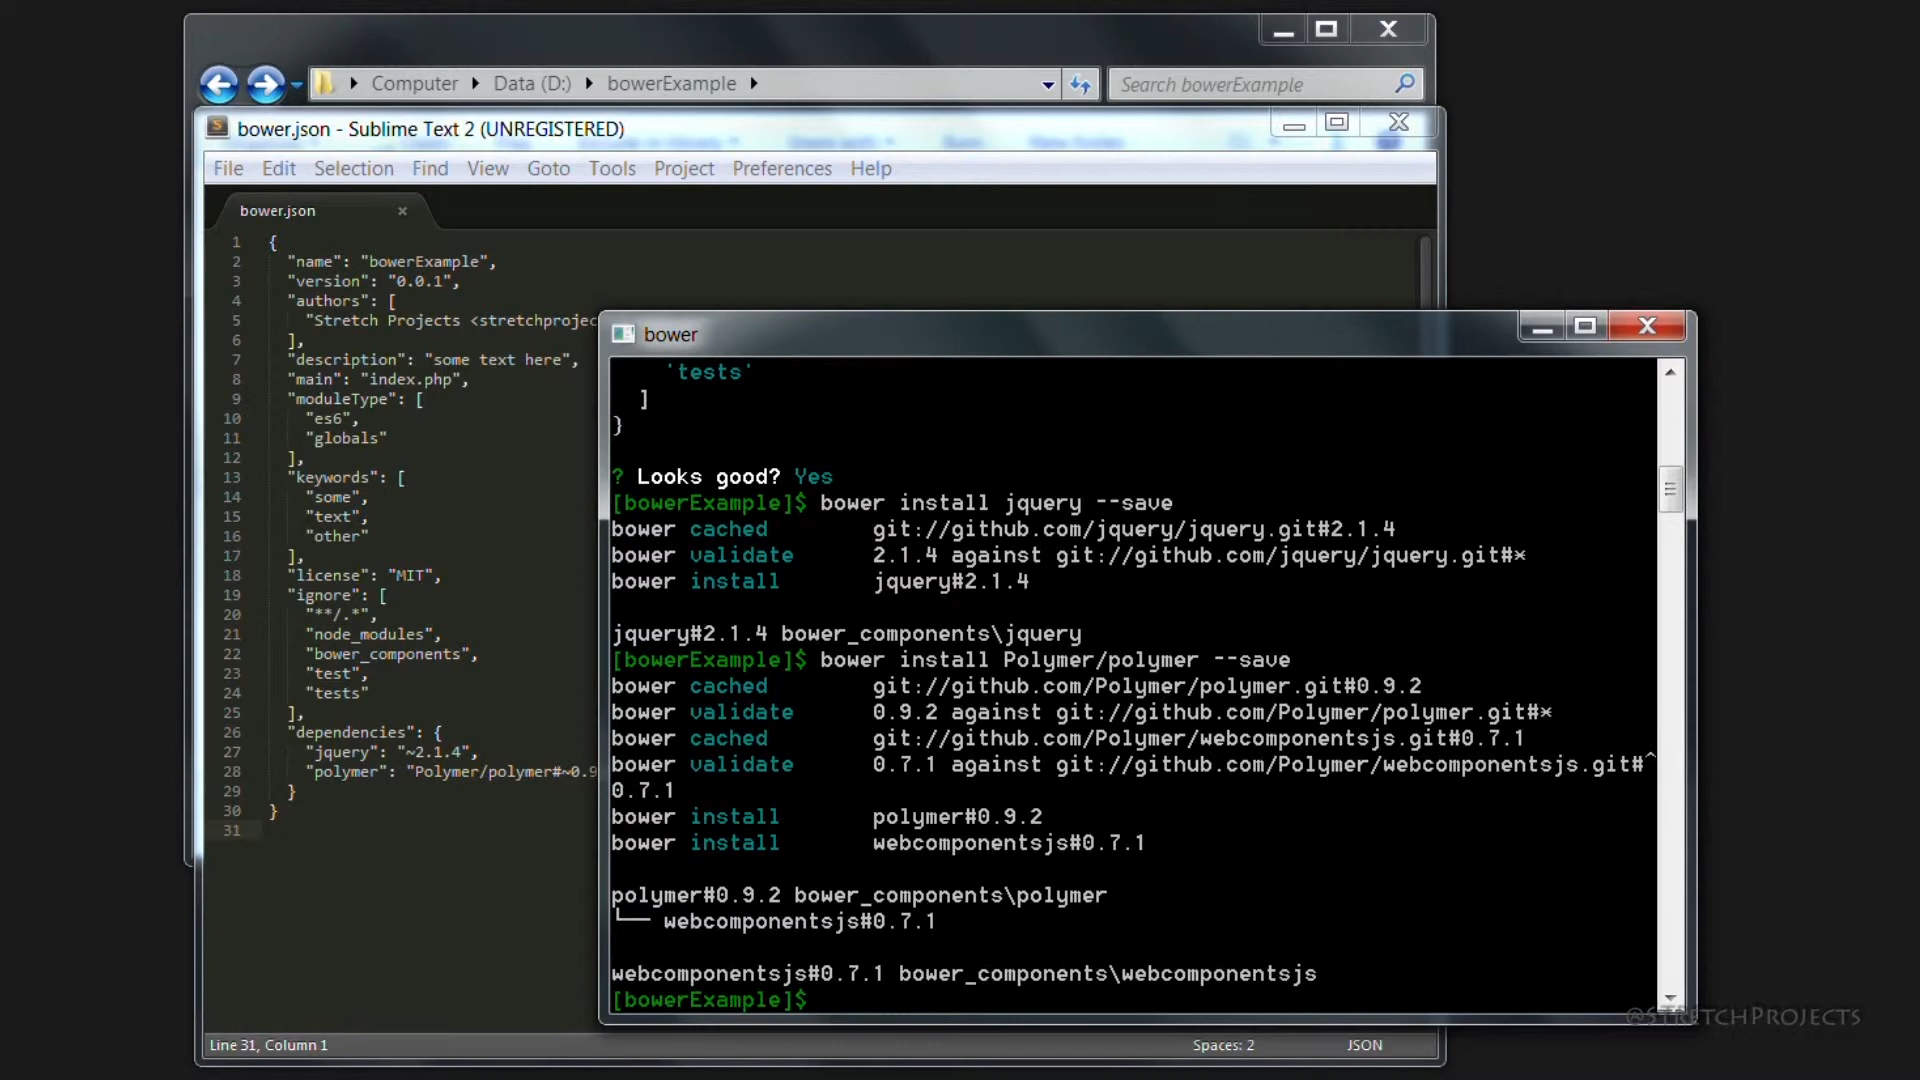 Computer Data (D:) bowerExample
Search bowerExample
bower.json - Sublime Text 2 (UNREGISTERED)
File Edit Selection Find View Goto Tools Project Preferences Help
bower.json
1 {
2 "name": "bowerExample",
3 "version": "0.0.1",
4 "authors": [
5 "Stretch Projects <stretchprojec
6 ],
7 "description": "some text here",
8 "main": "index.php",
9 "moduleType": [
10 "es6",
11 "globals"
12 ],
13 "keywords": [
14 "some",
15 "text",
16 "other"
17 ],
18 "license": "MIT",
19 "ignore": [
20 "**/.*",
21 "node_modules",
22 "bower_components",
23 "test",
24 "tests"
25 ],
26 "dependencies": {
27 "jquery": "~2.1.4",
28 "polymer": "Polymer/polymer#~0.9
29 }
30 }
31
Line 31, Column 1
Spaces: 2
JSON
bower
'tests'
]
}
? Looks good? Yes
[bowerExample]$ bower install jquery --save
bower cached git://github.com/jquery/jquery.git#2.1.4
bower validate 2.1.4 against git://github.com/jquery/jquery.git#*
bower install jquery#2.1.4
jquery#2.1.4 bower_components\jquery
[bowerExample]$ bower install Polymer/polymer --save
bower cached git://github.com/Polymer/polymer.git#0.9.2
bower validate 0.9.2 against git://github.com/Polymer/polymer.git#*
bower cached git://github.com/Polymer/webcomponentsjs.git#0.7.1
bower validate 0.7.1 against git://github.com/Polymer/webcomponentsjs.git#^
0.7.1
bower install polymer#0.9.2
bower install webcomponentsjs#0.7.1
polymer#0.9.2 bower_components\polymer
└── webcomponentsjs#0.7.1
webcomponentsjs#0.7.1 bower_components\webcomponentsjs
[bowerExample]$
@StretchProjects